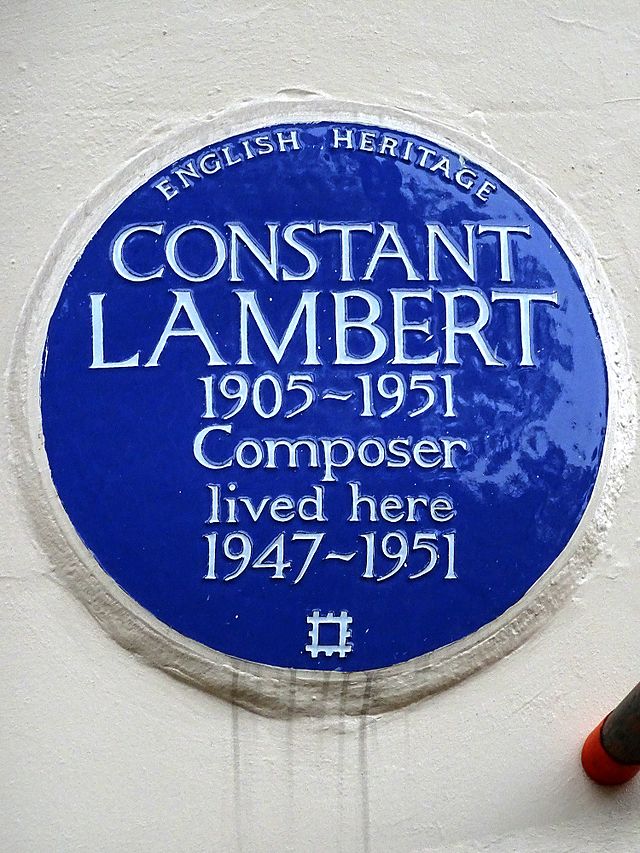 ENGLISH HERITAGE
CONSTANT
LAMBERT
1905~1951
Composer
lived here
1947~1951